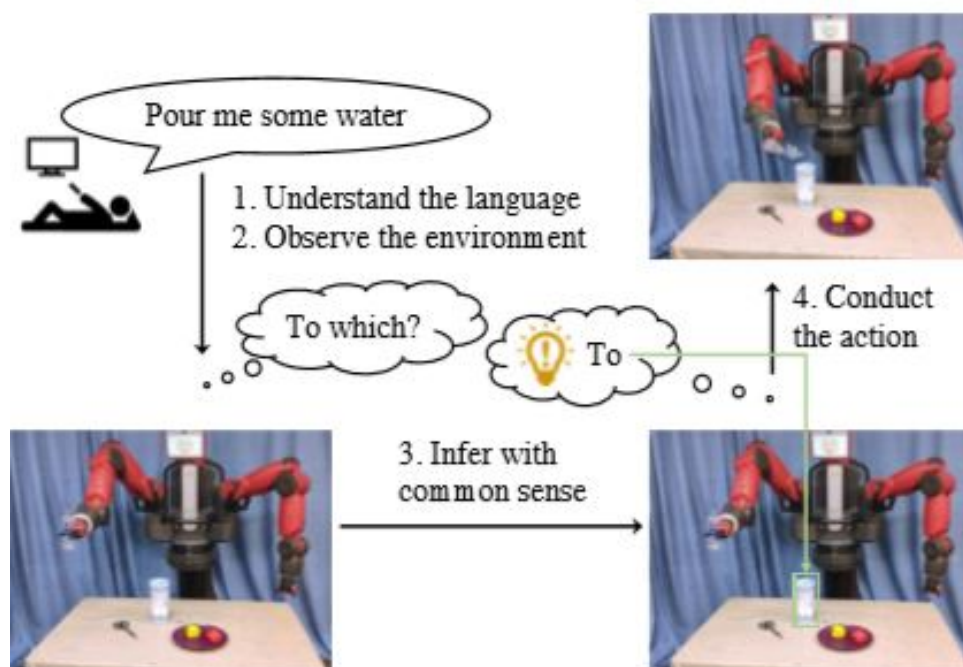 Pour me some water
1. Understand the language
2. Observe the environment
To which?
To
3. Infer with
common sense
4. Conduct
the action